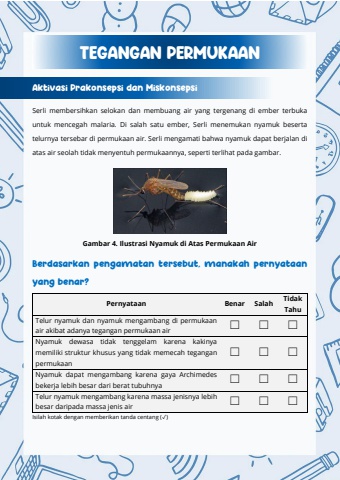 TEGANGAN PERMUKAAN
Aktivasi Prakonsepsi dan Miskonsepsi
Serli membersihkan selokan dan membuang air yang tergenang di ember terbuka
untuk mencegah malaria. Di salah satu ember, Serli menemukan nyamuk beserta
telurnya tersebar di permukaan air. Serli mengamati bahwa nyamuk dapat berjalan di
atas air seolah tidak menyentuh permukaannya, seperti terlihat pada gambar.
Gambar 4. Ilustrasi Nyamuk di Atas Permukaan Air
Berdasarkan pengamatan tersebut, manakah pernyataan
yang benar?
Pernyataan Benar Salah Tidak Tahu
Telur nyamuk dan nyamuk mengambang di permukaan
air akibat adanya tegangan permukaan air
Nyamuk dewasa tidak tenggelam karena kakinya
memiliki struktur khusus yang tidak memecah tegangan
permukaan
Nyamuk dapat mengambang karena gaya Archimedes
bekerja lebih besar dari berat tubuhnya
Telur nyamuk mengambang karena massa jenisnya lebih
besar daripada massa jenis air
Isilah kotak dengan memberikan tanda centang (✓)